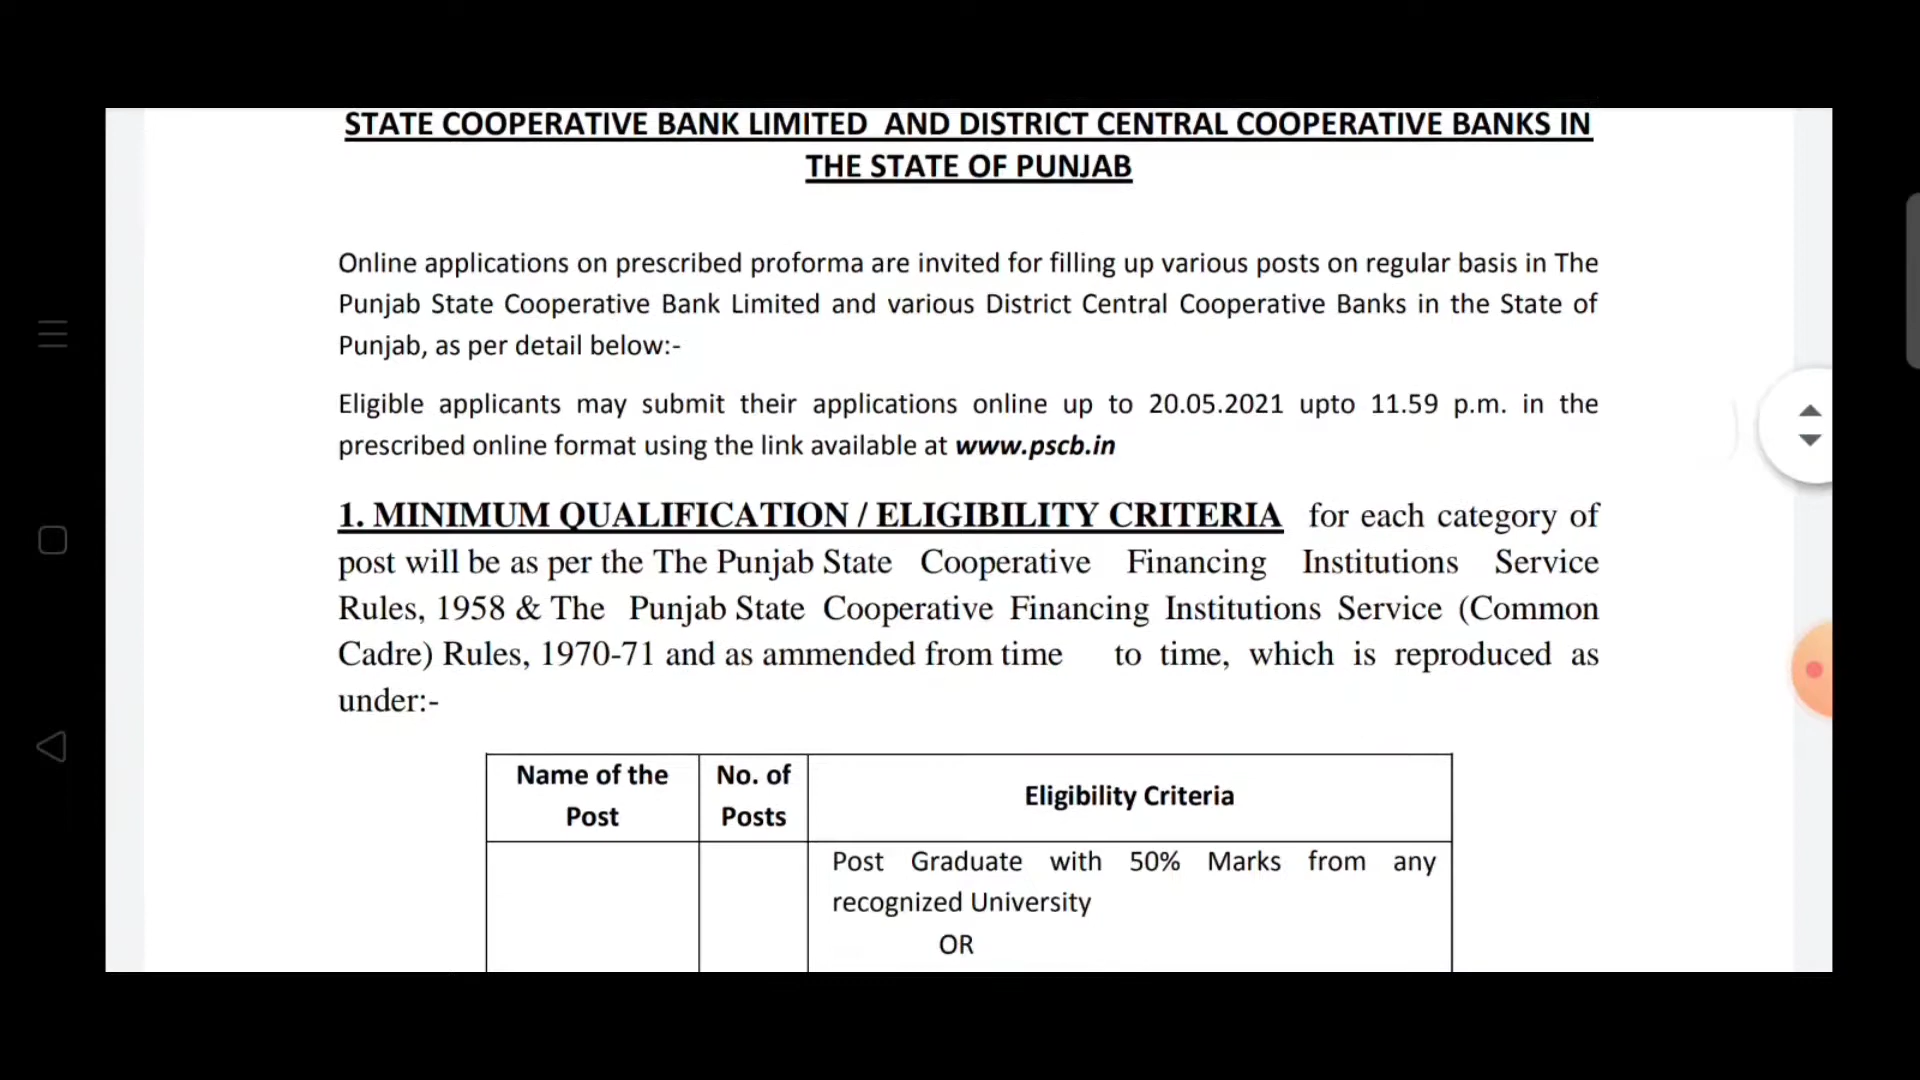 STATE COOPERATIVE BANK LIMITED AND DISTRICT CENTRAL COOPERATIVE BANKS IN
THE STATE OF PUNJAB
Online applications on prescribed proforma are invited for filling up various posts on regular basis in The
Punjab State Cooperative Bank Limited and various District Central Cooperative Banks in the State of
Punjab, as per detail below:-
Eligible applicants may submit their applications online up to 20.05.2021 upto 11.59 p.m. in the
prescribed online format using the link available at www.pscb.in
1. MINIMUM QUALIFICATION / ELIGIBILITY CRITERIA for each category of
post will be as per the The Punjab State Cooperative Financing Institutions Service
Rules, 1958 & The Punjab State Cooperative Financing Institutions Service (Common
Cadre) Rules, 1970-71 and as ammended from time to time, which is reproduced as
under:-
Name of the
Post
No. of
Posts
Eligibility Criteria
Post Graduate with 50% Marks from any
recognized University
OR